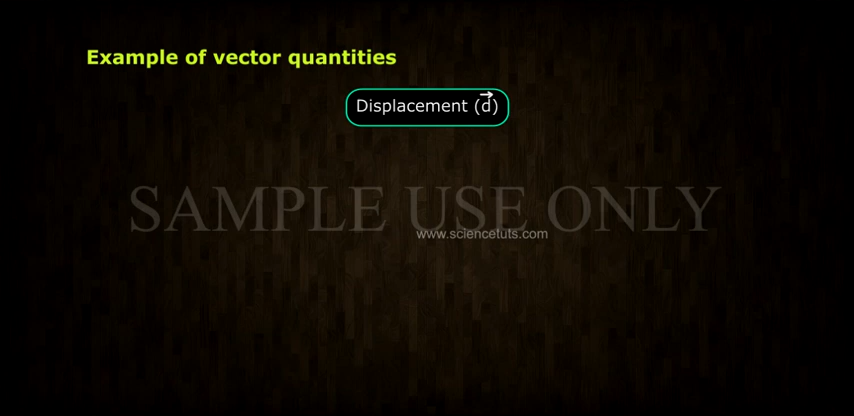 Example of vector quantities
Displacement (d⃗)
SAMPLE USE ONLY
www.sciencetuts.com